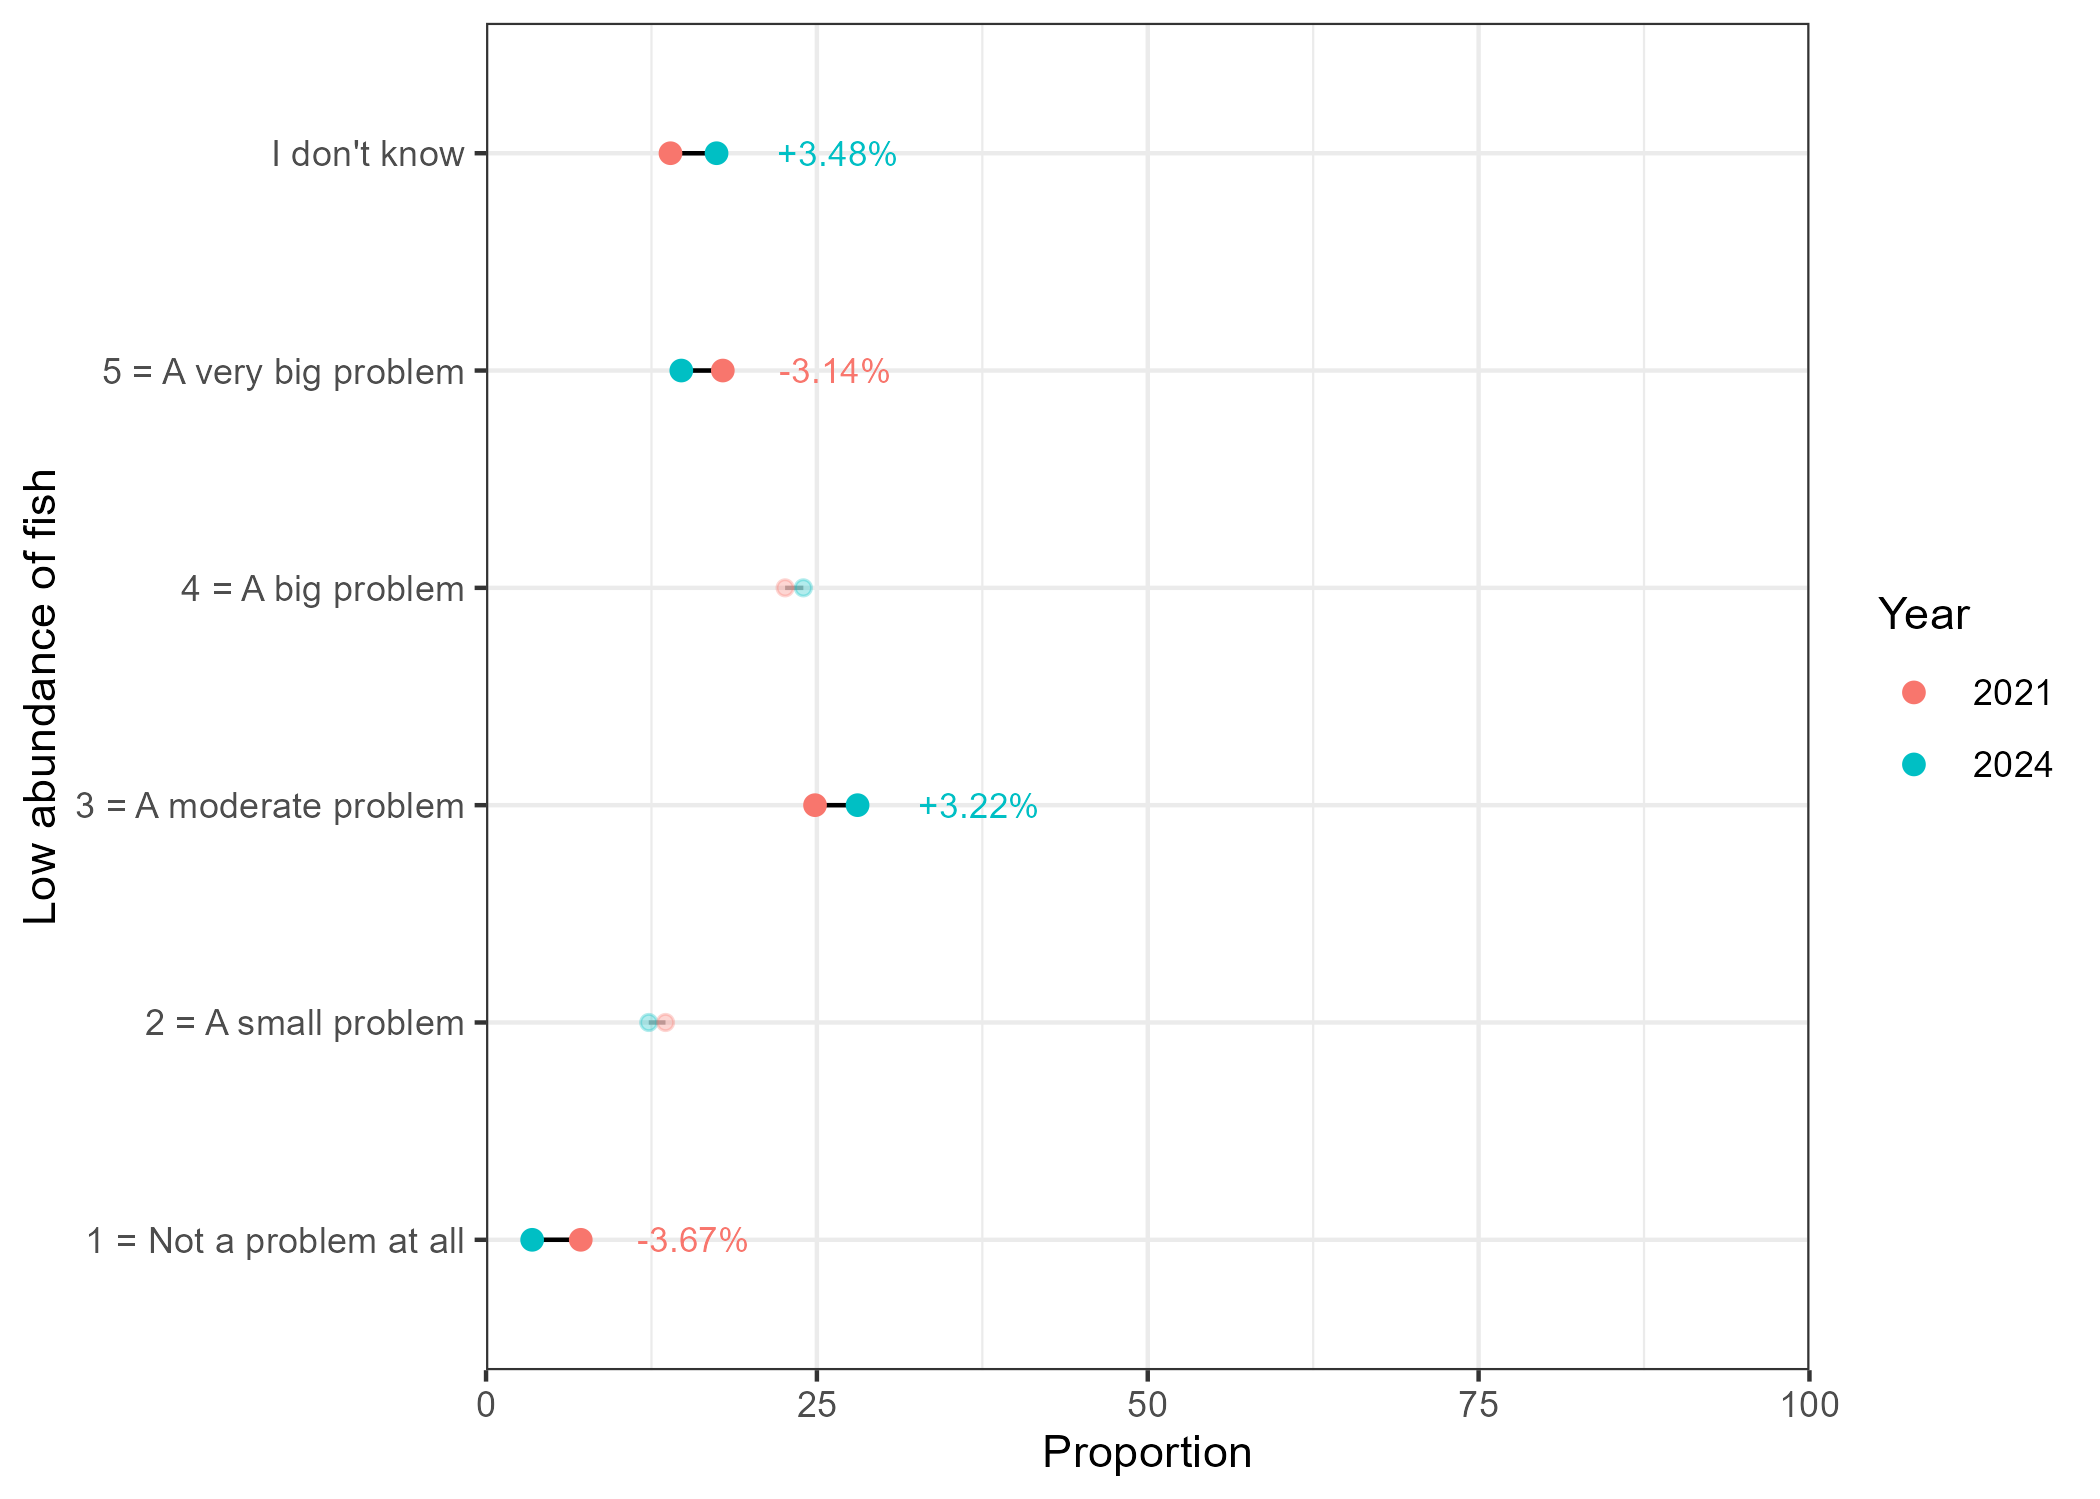 Low abundance of fish
I don't know
+3.48%
5 = A very big problem
-3.14%
4 = A big problem
3 = A moderate problem
+3.22%
2 = A small problem
1 = Not a problem at all
-3.67%
0
25
50
75
100
Proportion
Year
2021
2024